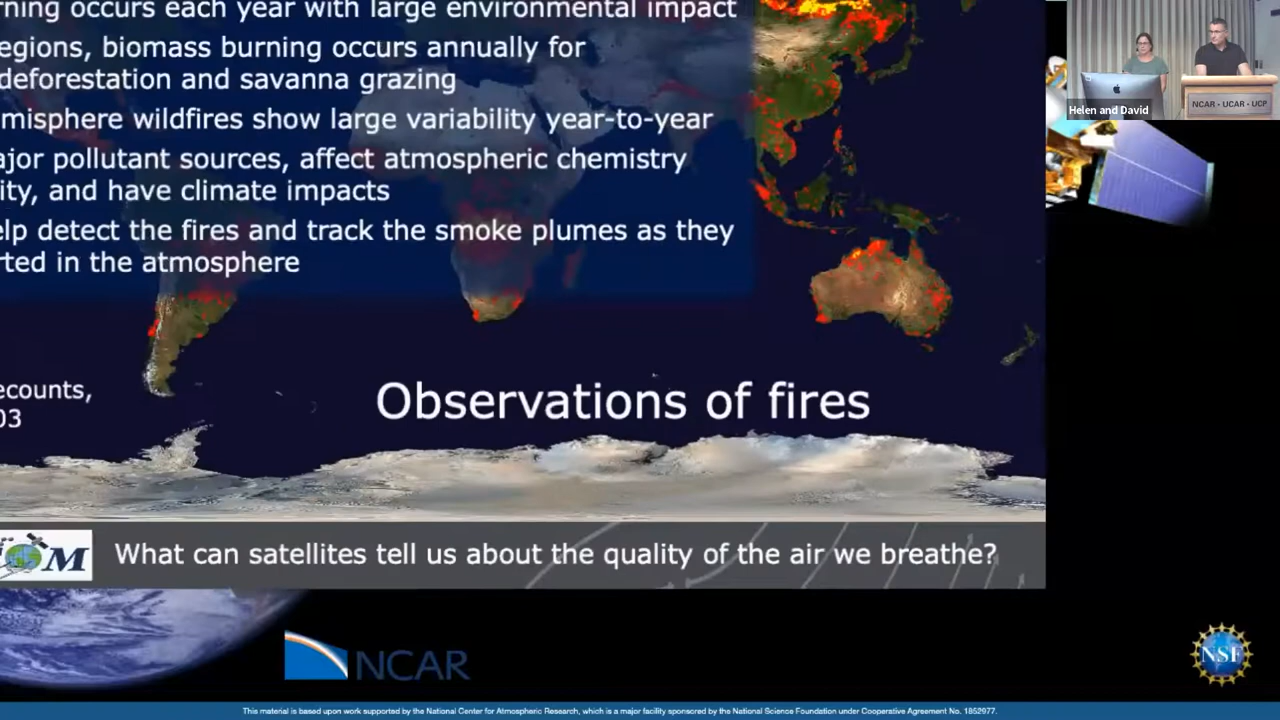 rning occurs each year with large environmental impact
egions, biomass burning occurs annually for
deforestation and savanna grazing
misphere wildfires show large variability year-to-year
ajor pollutant sources, affect atmospheric chemistry
ity, and have climate impacts
elp detect the fires and track the smoke plumes as they
rted in the atmosphere
Helen and David
NCAR • UCAR • UCP
ecounts,
03
Observations of fires
OM What can satellites tell us about the quality of the air we breathe?
NCAR
NSF
This material is based upon work supported by the National Center for Atmospheric Research, which is a major facility sponsored by the National Science Foundation under Cooperative Agreement No. 1852977.